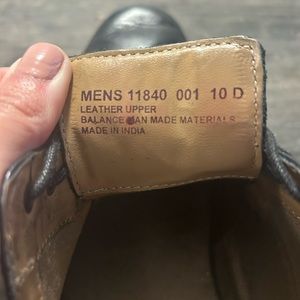 MENS 11840 001 10 D
LEATHER UPPER
BALANCE MAN MADE MATERIALS
MADE IN INDIA